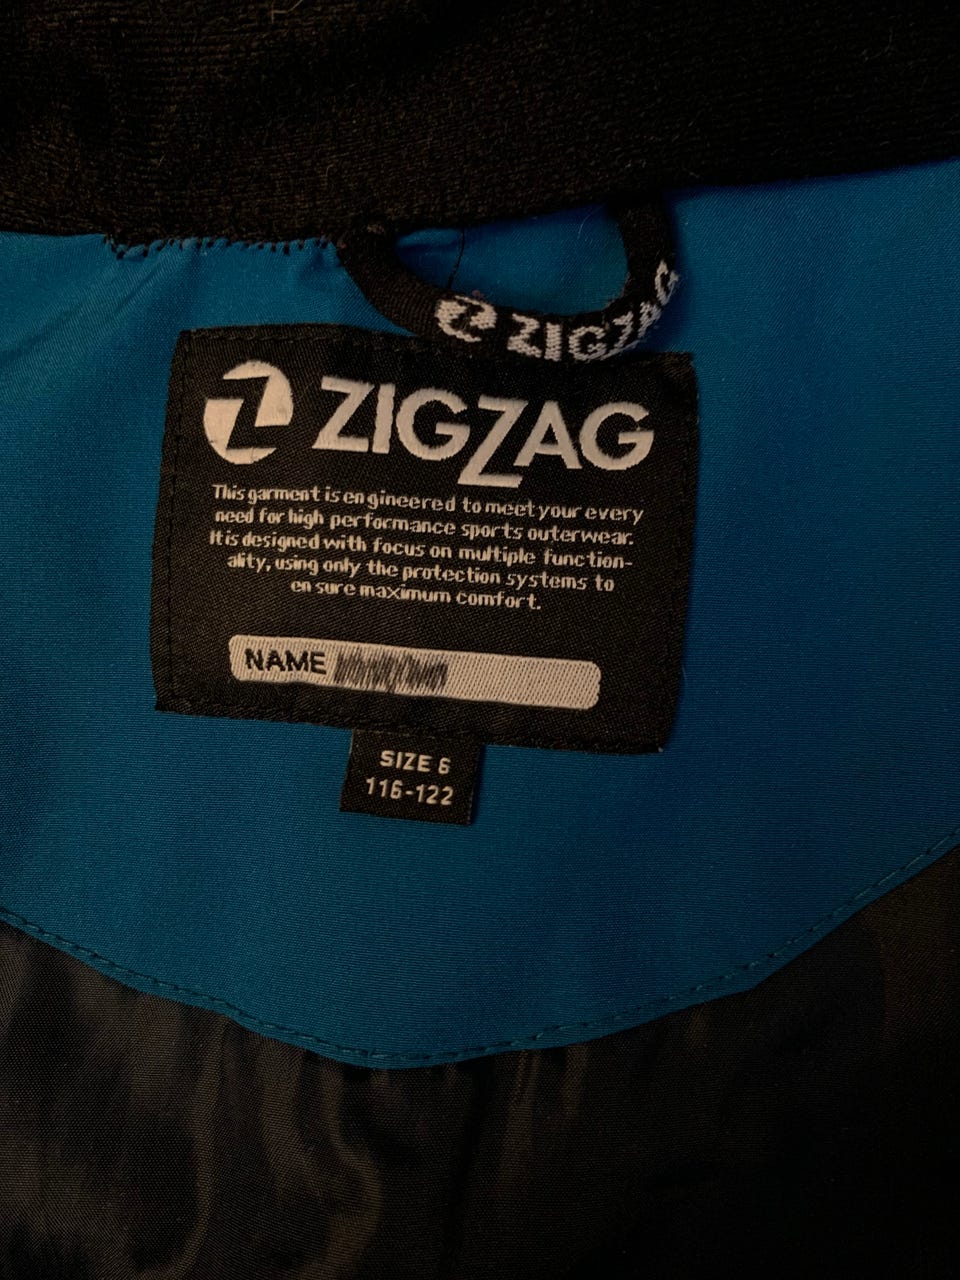 ZIGZAG
ZIGZAG
This garment is engineered to meet your every
need for high performance sports outerwear.
It is designed with focus on multiple function-
ality, using only the protection systems to
en sure maximum comfort.
NAME
SIZE 6
116-122